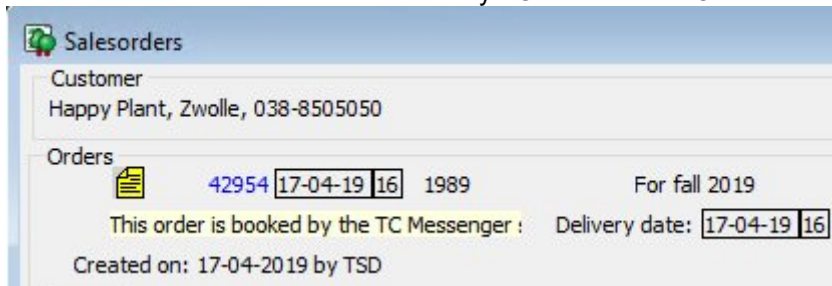 Salesorders
Customer
Happy Plant, Zwolle, 038-8505050
Orders
42954 17-04-19 16 1989 For fall 2019
This order is booked by the TC Messenger Delivery date: 17-04-19 16
Created on: 17-04-2019 by TSD